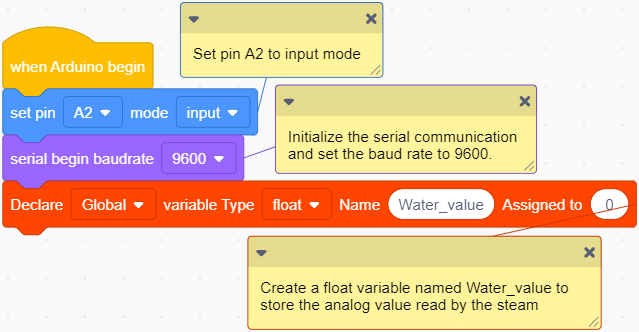 Set pin A2 to input mode
when Arduino begin
set pin A2 mode input
Initialize the serial communication
and set the baud rate to 9600.
serial begin baudrate 9600
Declare Global variable Type float Name Water_value Assigned to 0
Create a float variable named Water_value to
store the analog value read by the steam